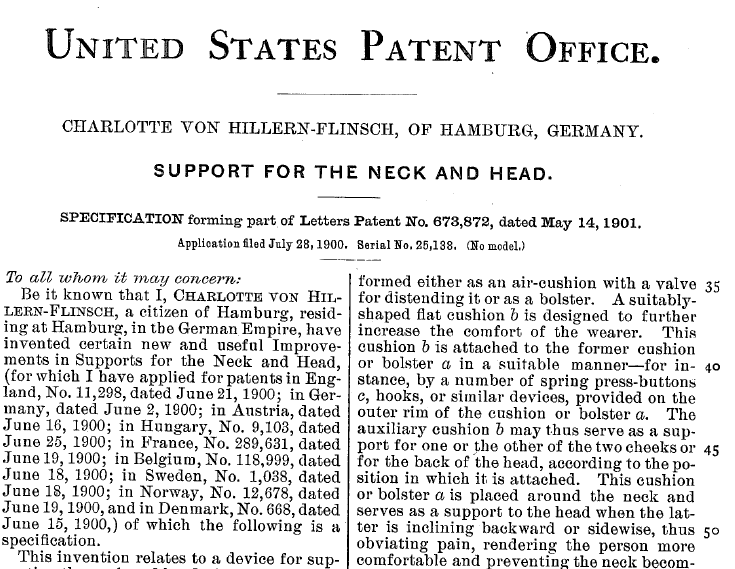 UNITED STATES PATENT OFFICE.
CHARLOTTE VON HILLERN-FLINSCH, OF HAMBURG, GERMANY.
SUPPORT FOR THE NECK AND HEAD.
SPECIFICATION forming part of Letters Patent No. 673,872, dated May 14, 1901.
Application filed July 28, 1900. Serial No. 25,138. (No model.)
To all whom it may concern:
Be it known that I, CHARLOTTE VON HIL-
LERN-FLINSCH, a citizen of Hamburg, resid-
ing at Hamburg, in the German Empire, have
invented certain new and useful Improve-
ments in Supports for the Neck and Head,
(for which I have applied for patents in Eng-
land, No. 11,298, dated June 21, 1900; in Ger-
many, dated June 2, 1900; in Austria, dated
June 16, 1900; in Hungary, No. 9,103, dated
June 25, 1900; in France, No. 289,631, dated
June 19, 1900; in Belgium, No. 118,999, dated
June 18, 1900; in Sweden, No. 1,038, dated
June 18, 1900; in Norway, No. 12,678, dated
June 19, 1900, and in Denmark, No. 668, dated
June 15, 1900,) of which the following is a
specification.
This invention relates to a device for sup-
formed either as an air-cushion with a valve 35
for distending it or as a bolster. A suitably-
shaped flat cushion b is designed to further
increase the comfort of the wearer. This
cushion b is attached to the former cushion
or bolster a in a suitable manner—for in- 40
stance, by a number of spring press-buttons
c, hooks, or similar devices, provided on the
outer rim of the cushion or bolster a. The
auxiliary cushion b may thus serve as a sup-
port for one or the other of the two cheeks or 45
for the back of the head, according to the po-
sition in which it is attached. This cushion
or bolster a is placed around the neck and
serves as a support to the head when the lat-
ter is inclining backward or sidewise, thus 50
obviating pain, rendering the person more
comfortable and preventing the neck becom-